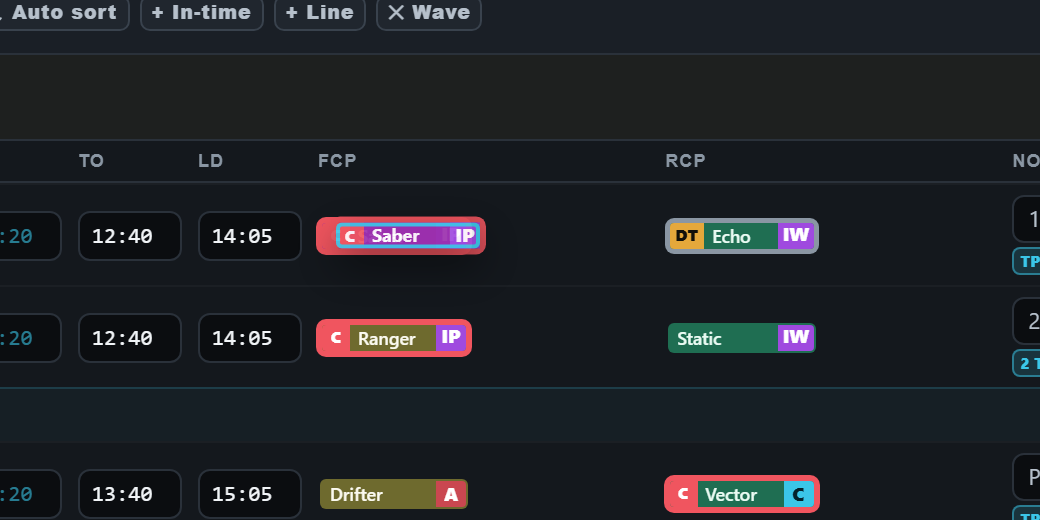 Auto sort + In-time + Line × Wave
TO LD FCP RCP NO
:20 12:40 14:05 C Saber IP DT Echo IW 1
TP
:20 12:40 14:05 C Ranger IP Static IW 2
2 T
:20 13:40 15:05 Drifter A C Vector C P
TP